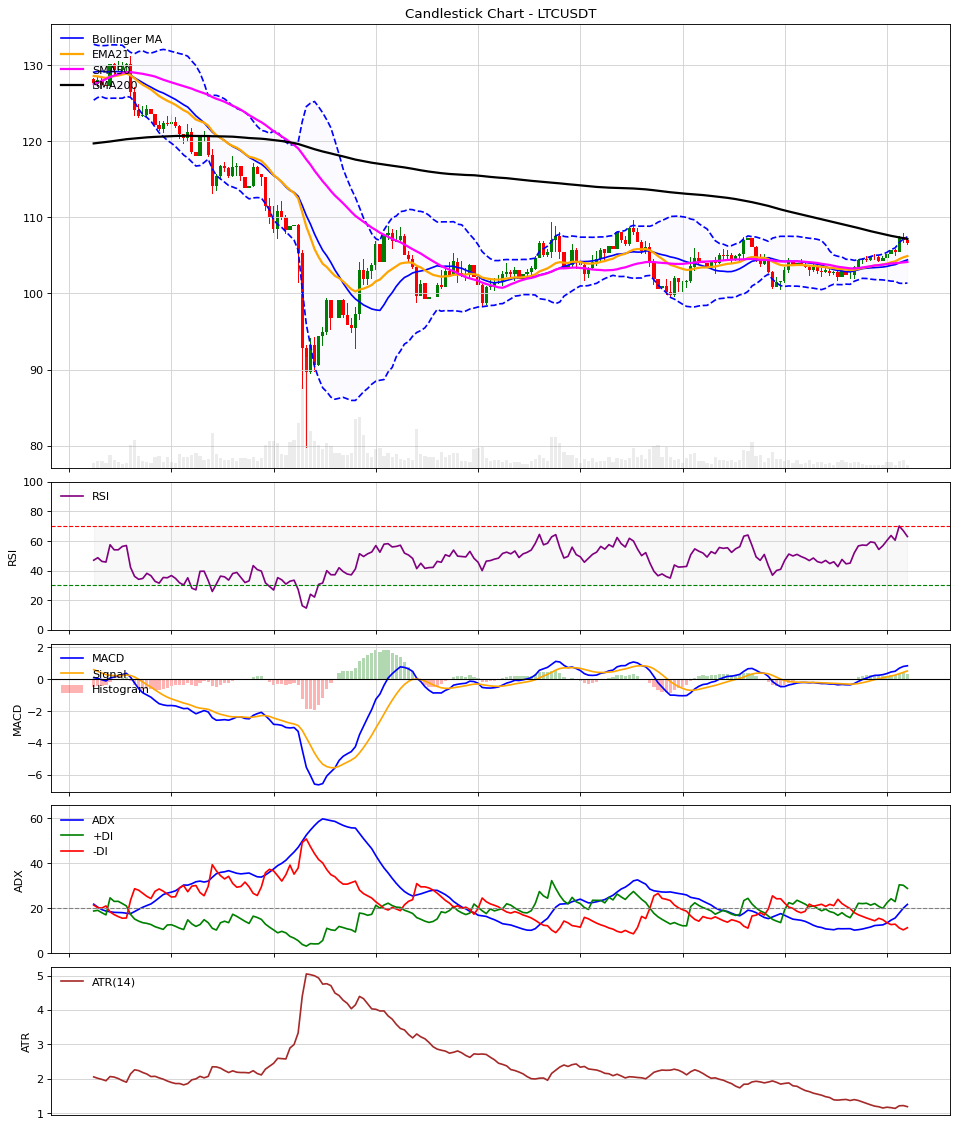 Candlestick Chart - LTCUSDT
Bollinger MA
EMA21
SMA50
SMA200
130
120
110
100
90
80
RSI
RSI
100
80
60
40
20
0
MACD
Signal
Histogram
MACD
2
0
−2
−4
−6
ADX
+DI
-DI
ADX
60
40
20
0
ATR(14)
ATR
5
4
3
2
1